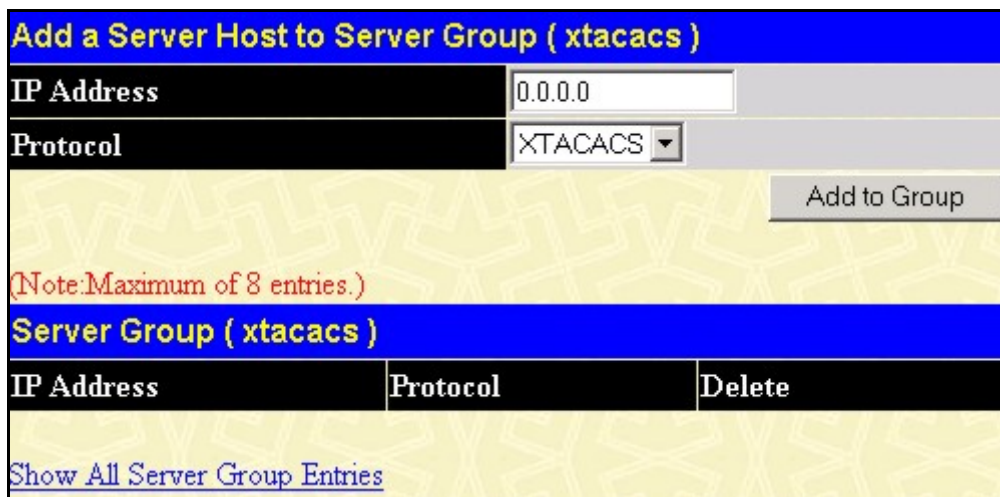 Add a Server Host to Server Group ( xtacacs )
IP Address 0.0.0.0
Protocol XTACACS
Add to Group
(Note:Maximum of 8 entries.)
Server Group ( xtacacs )
IP Address Protocol Delete
Show All Server Group Entries